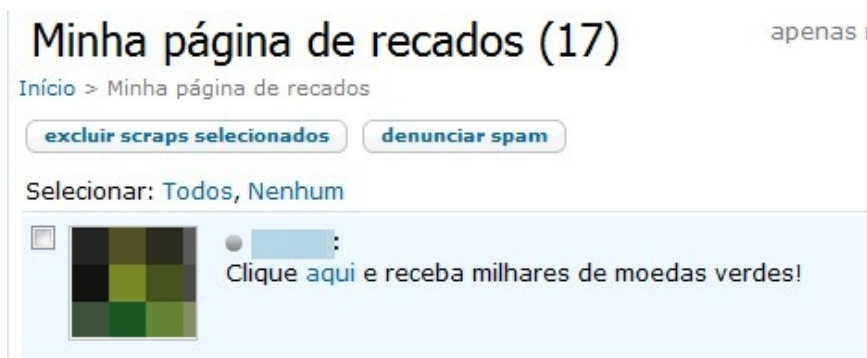 Minha página de recados (17)
apenas
Início > Minha página de recados
excluir scraps selecionados
denunciar spam
Selecionar: Todos, Nenhum
:
Clique aqui e receba milhares de moedas verdes!